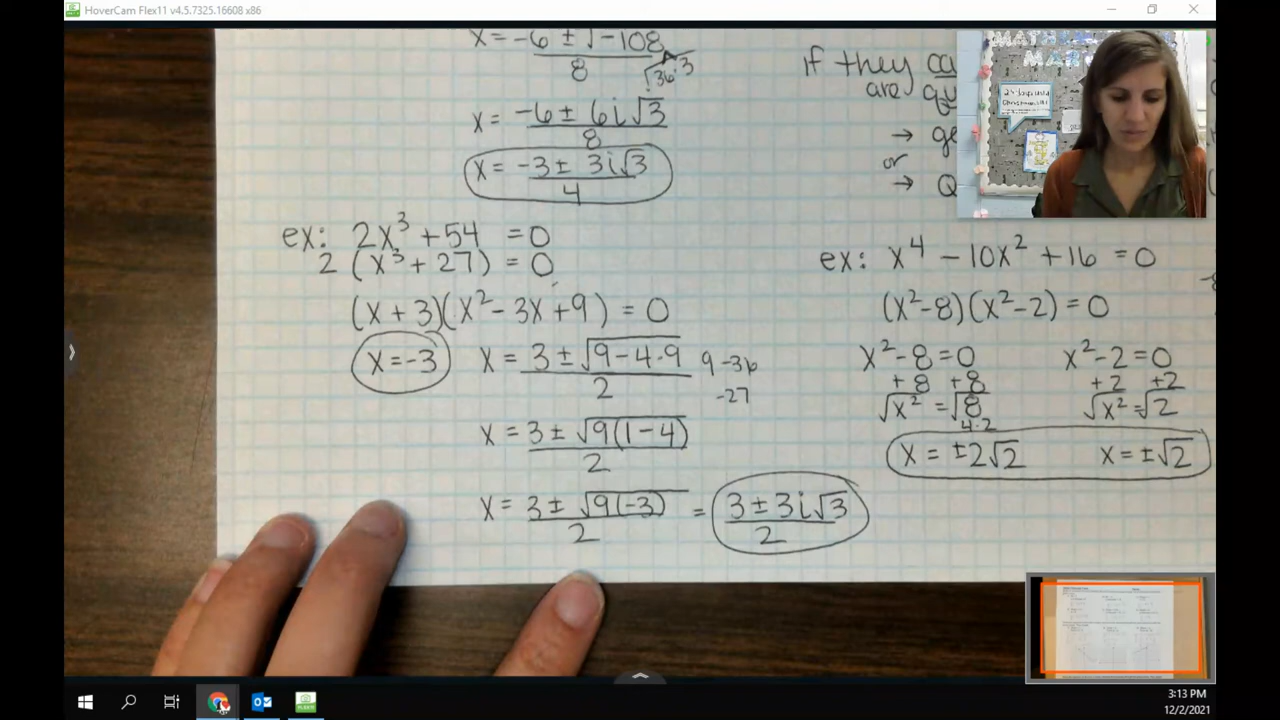 HoverCam Flex11 v4.5.7325.16608 x86
x = -6 ± √-108
8
√36·3
x = -6 ± 6i√3
8
x = -3 ± 3i√3
4
ex: 2x³ + 54 = 0
2 (x³ + 27) = 0
(x + 3)(x² - 3x + 9) = 0
x = -3
x = 3 ± √9 - 4·9
2
9 - 36
-27
x = 3 ± √9(1 - 4)
2
x = 3 ± √9(-3) = 3 ± 3i√3
2 2
if they
are
or
ex: x⁴ - 10x² + 16 = 0
(x² - 8)(x² - 2) = 0
x² - 8 = 0 x² - 2 = 0
+8 +8 +2 +2
√x² = √8 √x² = √2
4·2
x = ±2√2 x = ±√2
3:13 PM
12/2/2021